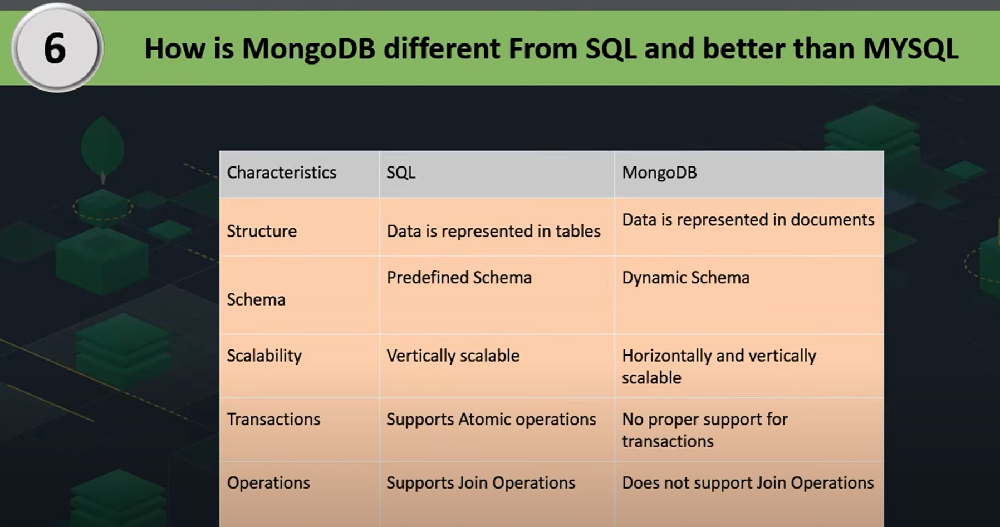 6
How is MongoDB different From SQL and better than MYSQL
Characteristics SQL MongoDB
Structure Data is represented in tables Data is represented in documents
Schema Predefined Schema Dynamic Schema
Scalability Vertically scalable Horizontally and vertically
scalable
Transactions Supports Atomic operations No proper support for
transactions
Operations Supports Join Operations Does not support Join Operations